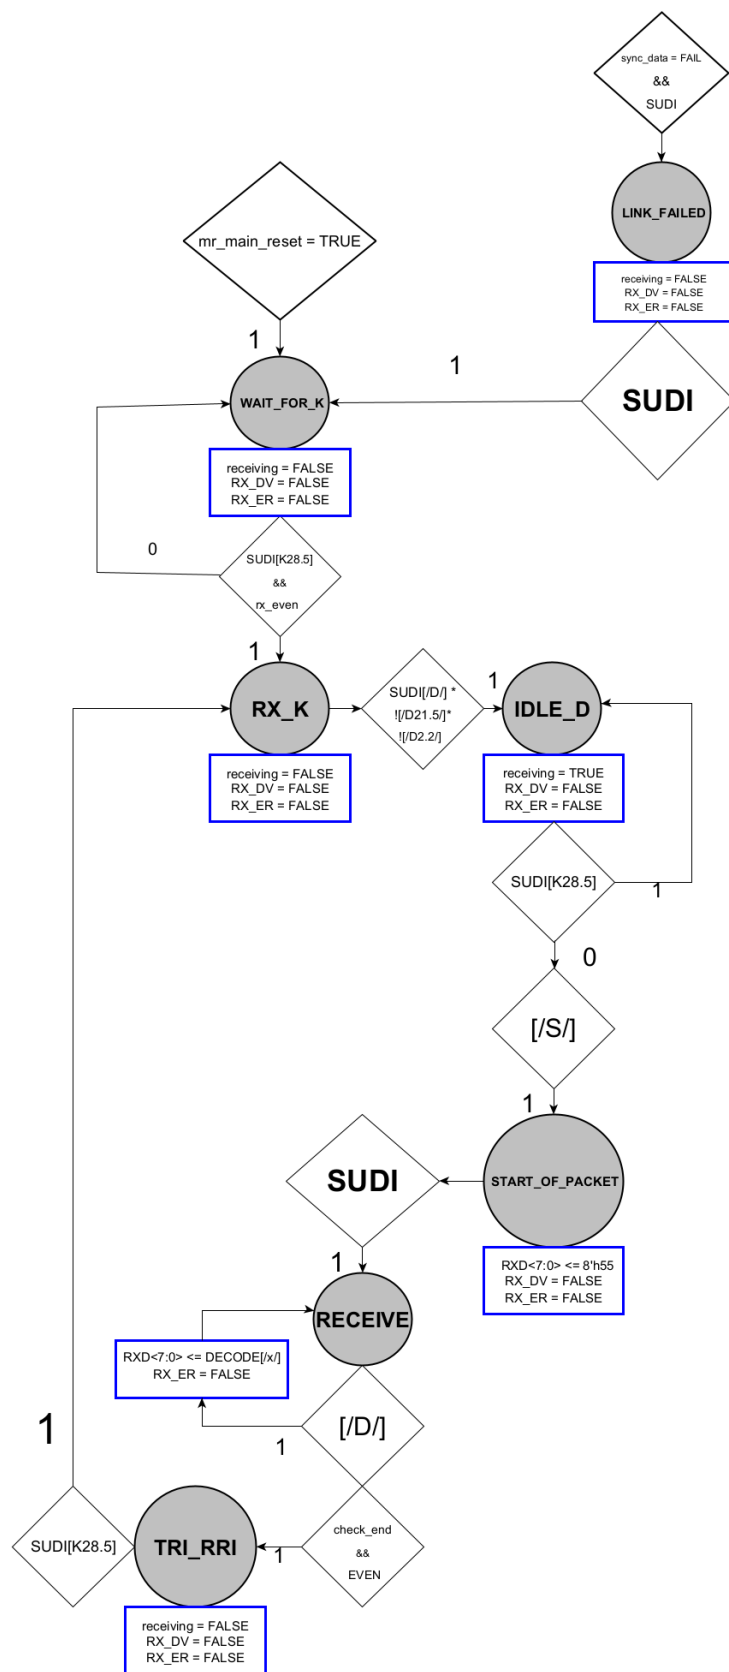 sync_data = FAIL
&&
SUDI
LINK_FAILED
receiving = FALSE
RX_DV = FALSE
RX_ER = FALSE
SUDI
1
mr_main_reset = TRUE
1
WAIT_FOR_K
receiving = FALSE
RX_DV = FALSE
RX_ER = FALSE
0
SUDI[K28.5]
&&
rx_even
1
RX_K
receiving = FALSE
RX_DV = FALSE
RX_ER = FALSE
SUDI[/D/] *
![/D21.5/]*
![/D2.2/]
1
IDLE_D
receiving = TRUE
RX_DV = FALSE
RX_ER = FALSE
SUDI[K28.5]
1
0
[/S/]
1
START_OF_PACKET
RXD<7:0> <= 8'h55
RX_DV = FALSE
RX_ER = FALSE
SUDI
1
RECEIVE
RXD<7:0> <= DECODE[/x/]
RX_ER = FALSE
[/D/]
1
check_end
&&
EVEN
1
TRI_RRI
receiving = FALSE
RX_DV = FALSE
RX_ER = FALSE
SUDI[K28.5]
1